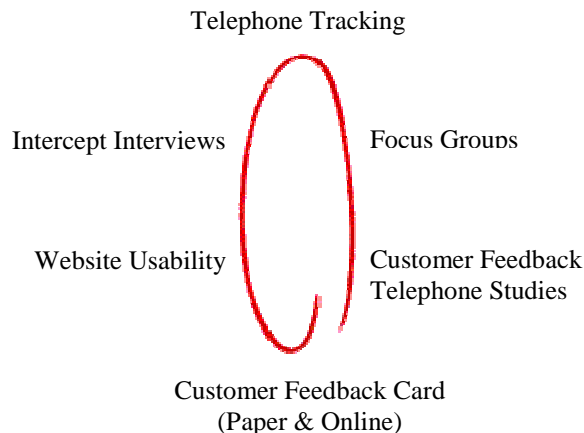 Telephone Tracking
Intercept Interviews
Focus Groups
Website Usability
Customer Feedback
Telephone Studies
Customer Feedback Card
(Paper & Online)